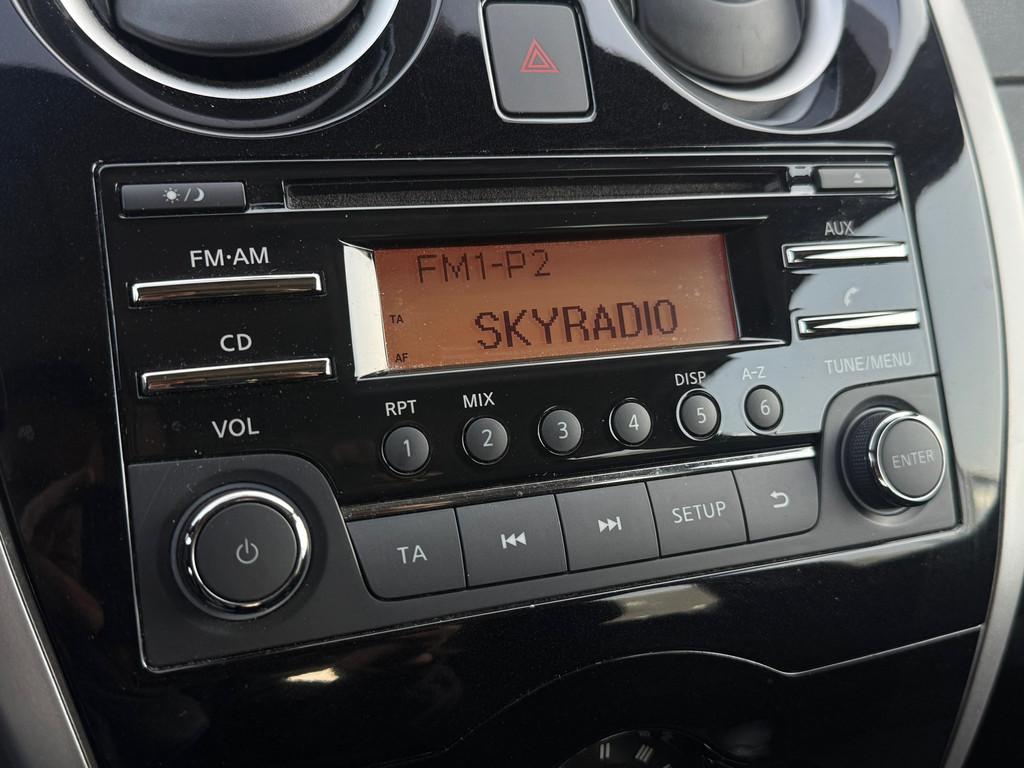 FM·AM
AUX
FM1-P2
TA
SKYRADIO
AF
CD
TUNE/MENU
VOL
RPT
MIX
DISP
A-Z
1
2
3
4
5
6
ENTER
TA
SETUP